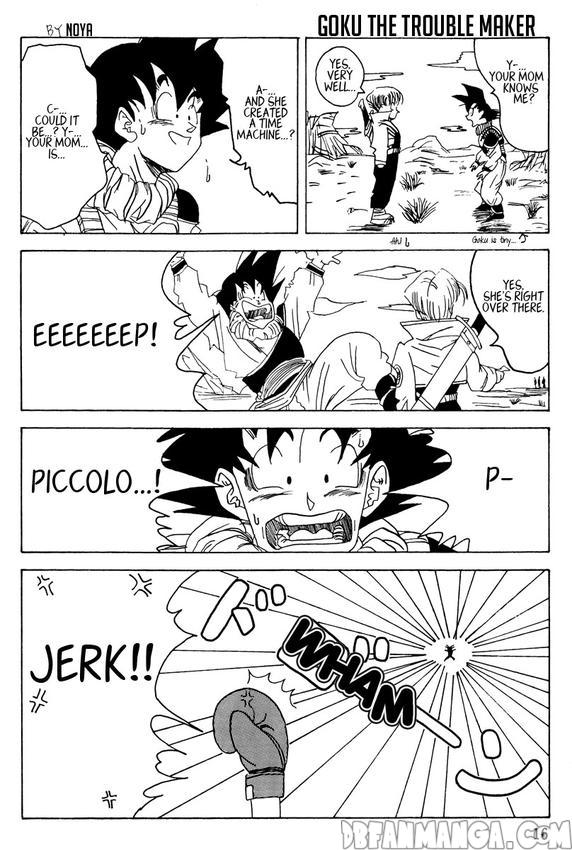 BY NOYA
GOKU THE TROUBLE MAKER
Y-...
YOUR MOM
KNOWS
ME?
YES,
VERY
WELL...
Goku is tiny...
A-...
AND SHE
CREATED
A TIME
MACHINE...?
C-...
COULD IT
BE...? Y-...
YOUR MOM...
IS...
YES,
SHE'S RIGHT
OVER THERE.
EEEEEEEP!
P-
PICCOLO...!
JERK!!
WHAM
16
DBFANMANGA.COM